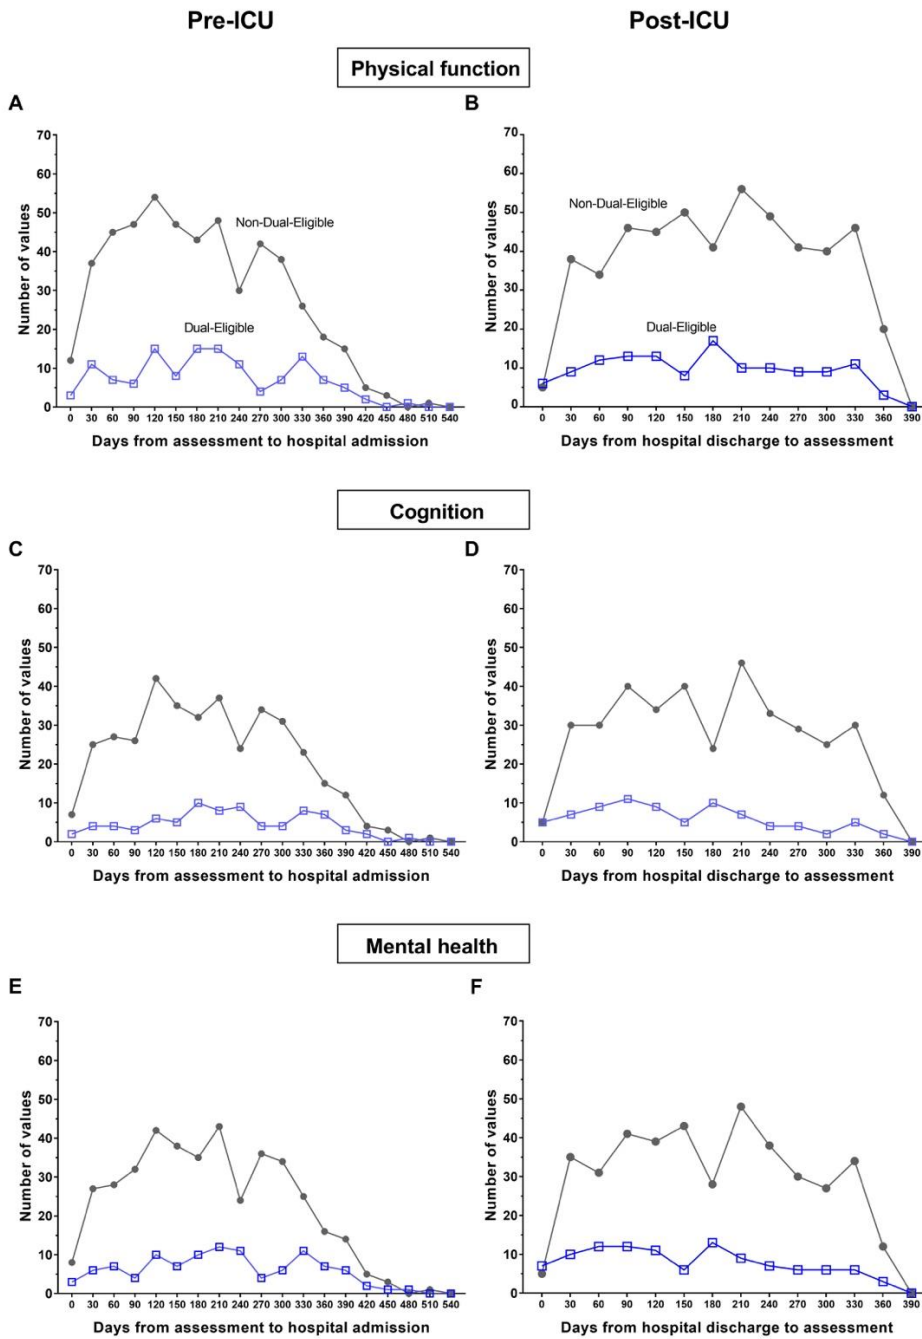 Pre-ICU Post-ICU
Physical function
A B
70 70
60 60
50 50
40 40
30 30
20 20
10 10
0 0
Number of values Number of values
Non-Dual-Eligible Non-Dual-Eligible
Dual-Eligible Dual-Eligible
0 30 60 90 120 150 180 210 240 270 300 330 360 390 420 450 480 510 540 0 30 60 90 120 150 180 210 240 270 300 330 360 390
Days from assessment to hospital admission Days from hospital discharge to assessment
Cognition
C D
70 70
60 60
50 50
40 40
30 30
20 20
10 10
0 0
Number of values Number of values
0 30 60 90 120 150 180 210 240 270 300 330 360 390 420 450 480 510 540 0 30 60 90 120 150 180 210 240 270 300 330 360 390
Days from assessment to hospital admission Days from hospital discharge to assessment
Mental health
E F
70 70
60 60
50 50
40 40
30 30
20 20
10 10
0 0
Number of values Number of values
0 30 60 90 120 150 180 210 240 270 300 330 360 390 420 450 480 510 540 0 30 60 90 120 150 180 210 240 270 300 330 360 390
Days from assessment to hospital admission Days from hospital discharge to assessment